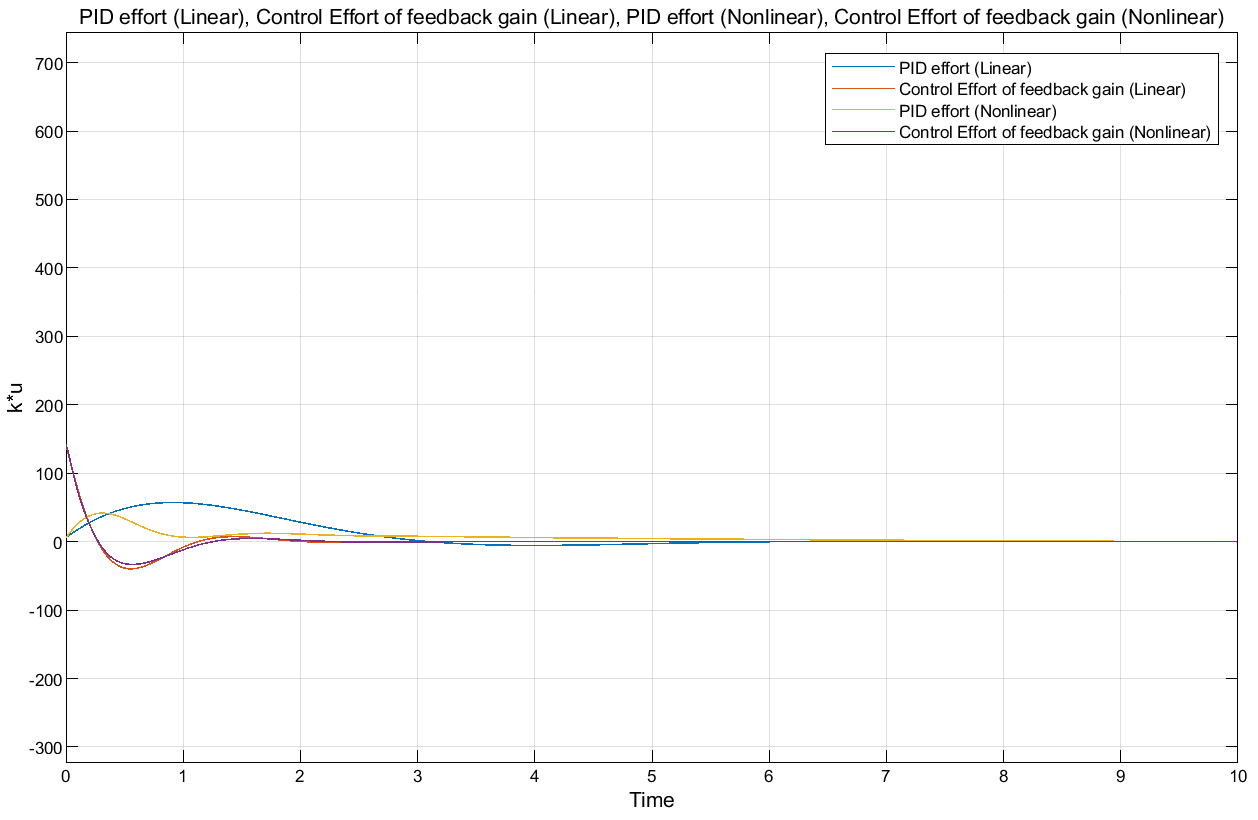 PID effort (Linear), Control Effort of feedback gain (Linear), PID effort (Nonlinear), Control Effort of feedback gain (Nonlinear)
PID effort (Linear)
Control Effort of feedback gain (Linear)
PID effort (Nonlinear)
Control Effort of feedback gain (Nonlinear)
700
600
500
400
300
200
100
0
-100
-200
-300
k*u
0 1 2 3 4 5 6 7 8 9 10
Time